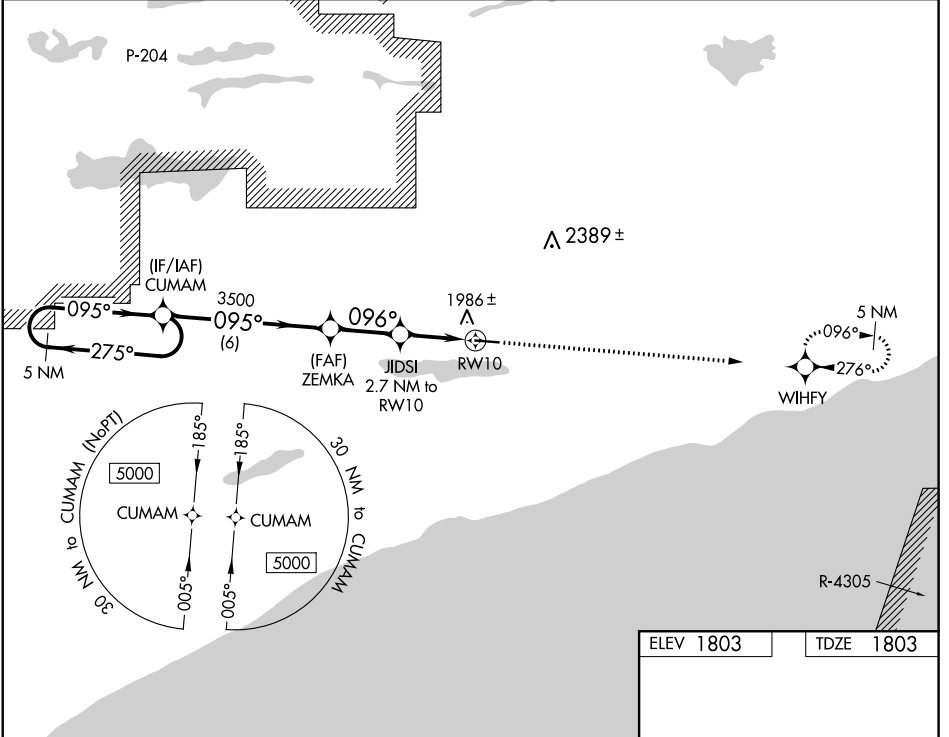 P-204
2389 ±
(IF/IAF)
CUMAM
3500
095°
(6)
095°
275°
5 NM
096°
(FAF)
ZEMKA
JIDSI
2.7 NM to
RW10
1986 ±
RW10
5 NM
096°
276°
WIHFY
30 NM to CUMAM (NoPT)
5000
185°
CUMAM
005°
185°
CUMAM
005°
5000
30 NM to CUMAM
R-4305
ELEV 1803
TDZE 1803